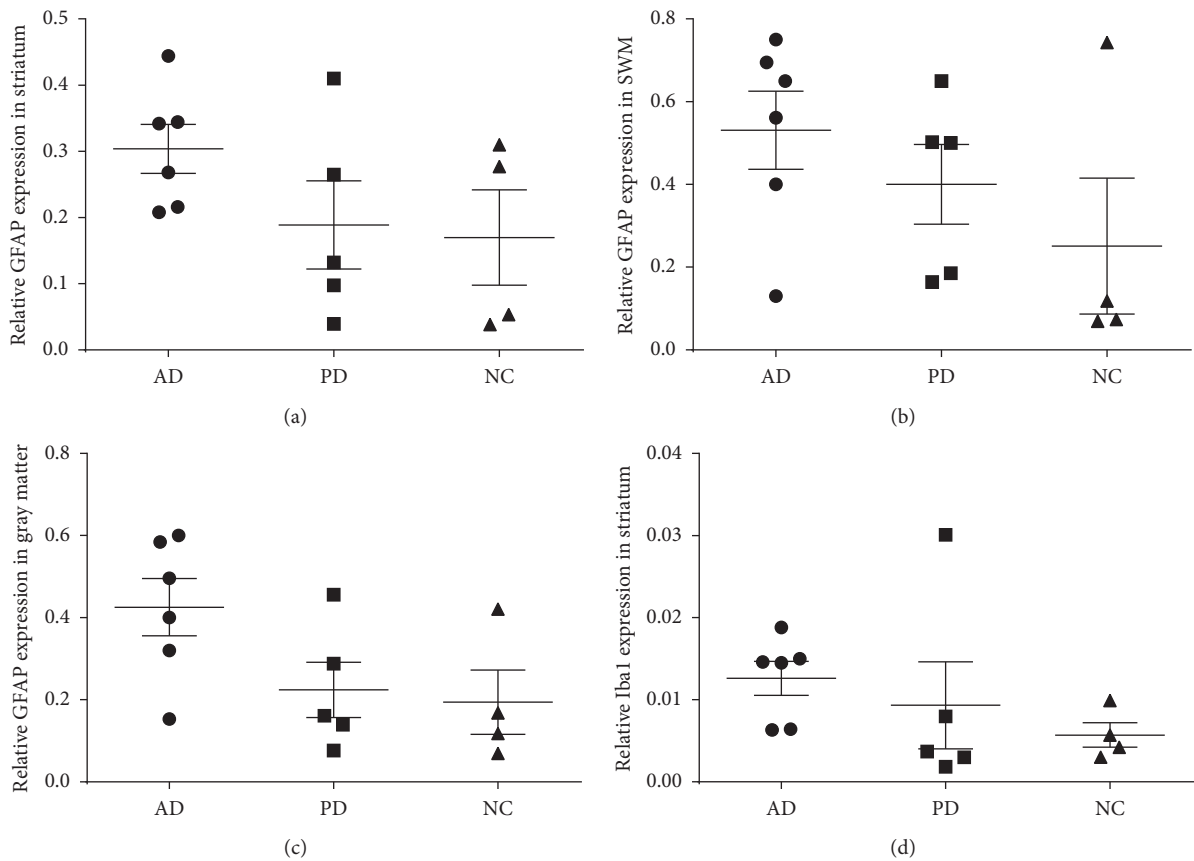 Relative GFAP expression in striatum
0.5
0.4
0.3
0.2
0.1
0.0
AD PD NC
(a)
Relative GFAP expression in SWM
0.8
0.6
0.4
0.2
0.0
AD PD NC
(b)
Relative GFAP expression in gray matter
0.8
0.6
0.4
0.2
0.0
AD PD NC
(c)
Relative Iba1 expression in striatum
0.04
0.03
0.02
0.01
0.00
AD PD NC
(d)